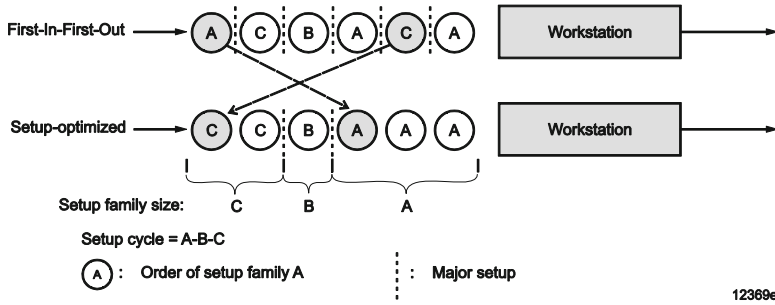 First-In-First-Out A C B A C A Workstation
Setup-optimized C C B A A A Workstation
Setup family size: C B A
Setup cycle = A-B-C
A : Order of setup family A : Major setup
12369e